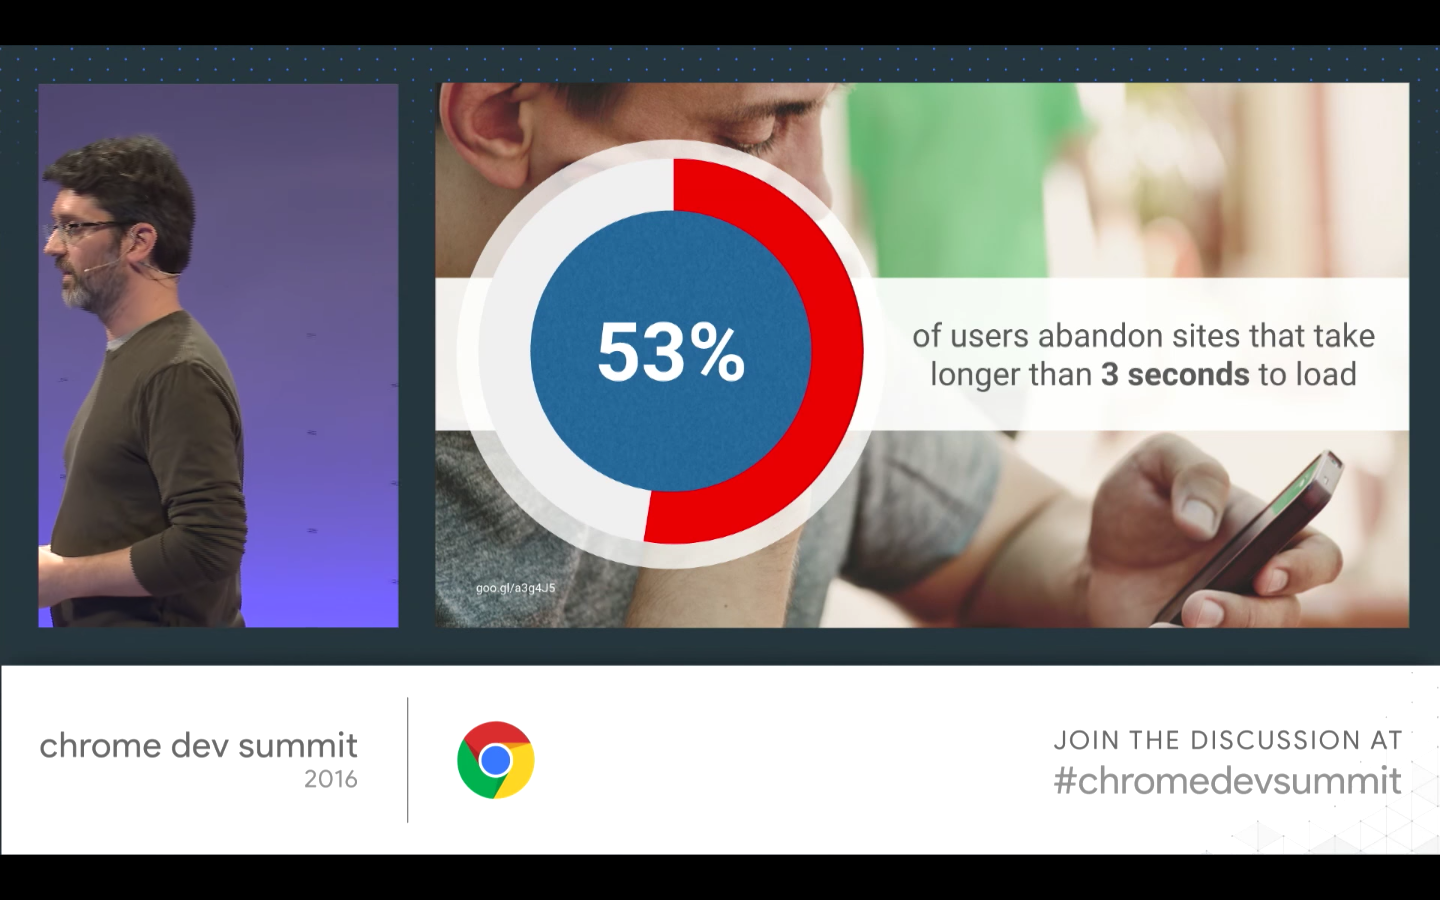 53%
of users abandon sites that take
longer than 3 seconds to load
goo.gl/a3g4J5
chrome dev summit
2016
JOIN THE DISCUSSION AT
#chromedevsummit